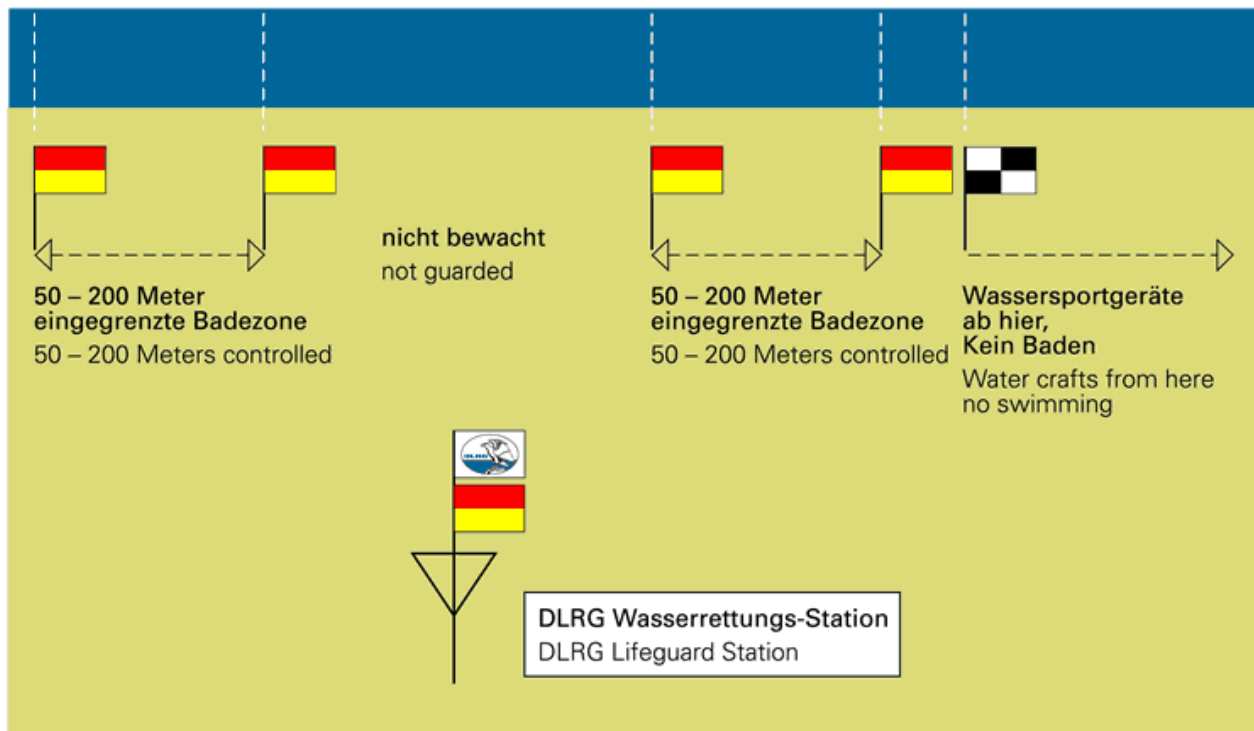 nicht bewacht
not guarded
50 – 200 Meter
eingegrenzte Badezone
50 – 200 Meters controlled
50 – 200 Meter
eingegrenzte Badezone
50 – 200 Meters controlled
Wassersportgeräte
ab hier,
Kein Baden
Water crafts from here
no swimming
DLRG
DLRG Wasserrettungs-Station
DLRG Lifeguard Station